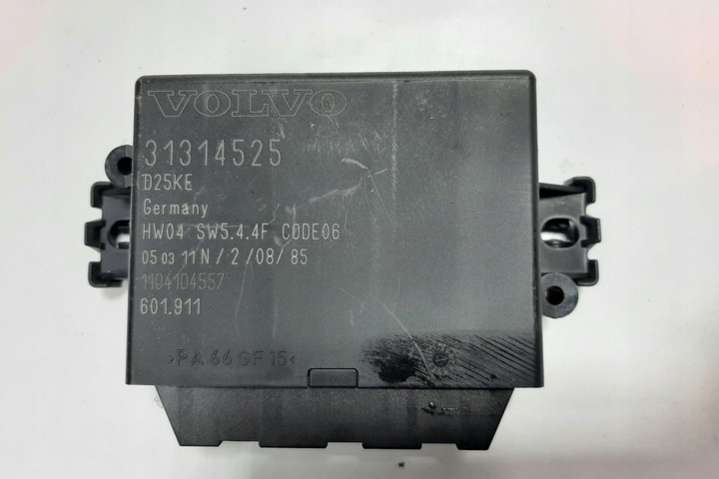 VOLVO
31314525
D25KE
Germany
HW04 SW5.4.4F CODE06
05 03 11 N / 2 / 08 / 85
1104104557
601.911
>PA 66 GF 15<